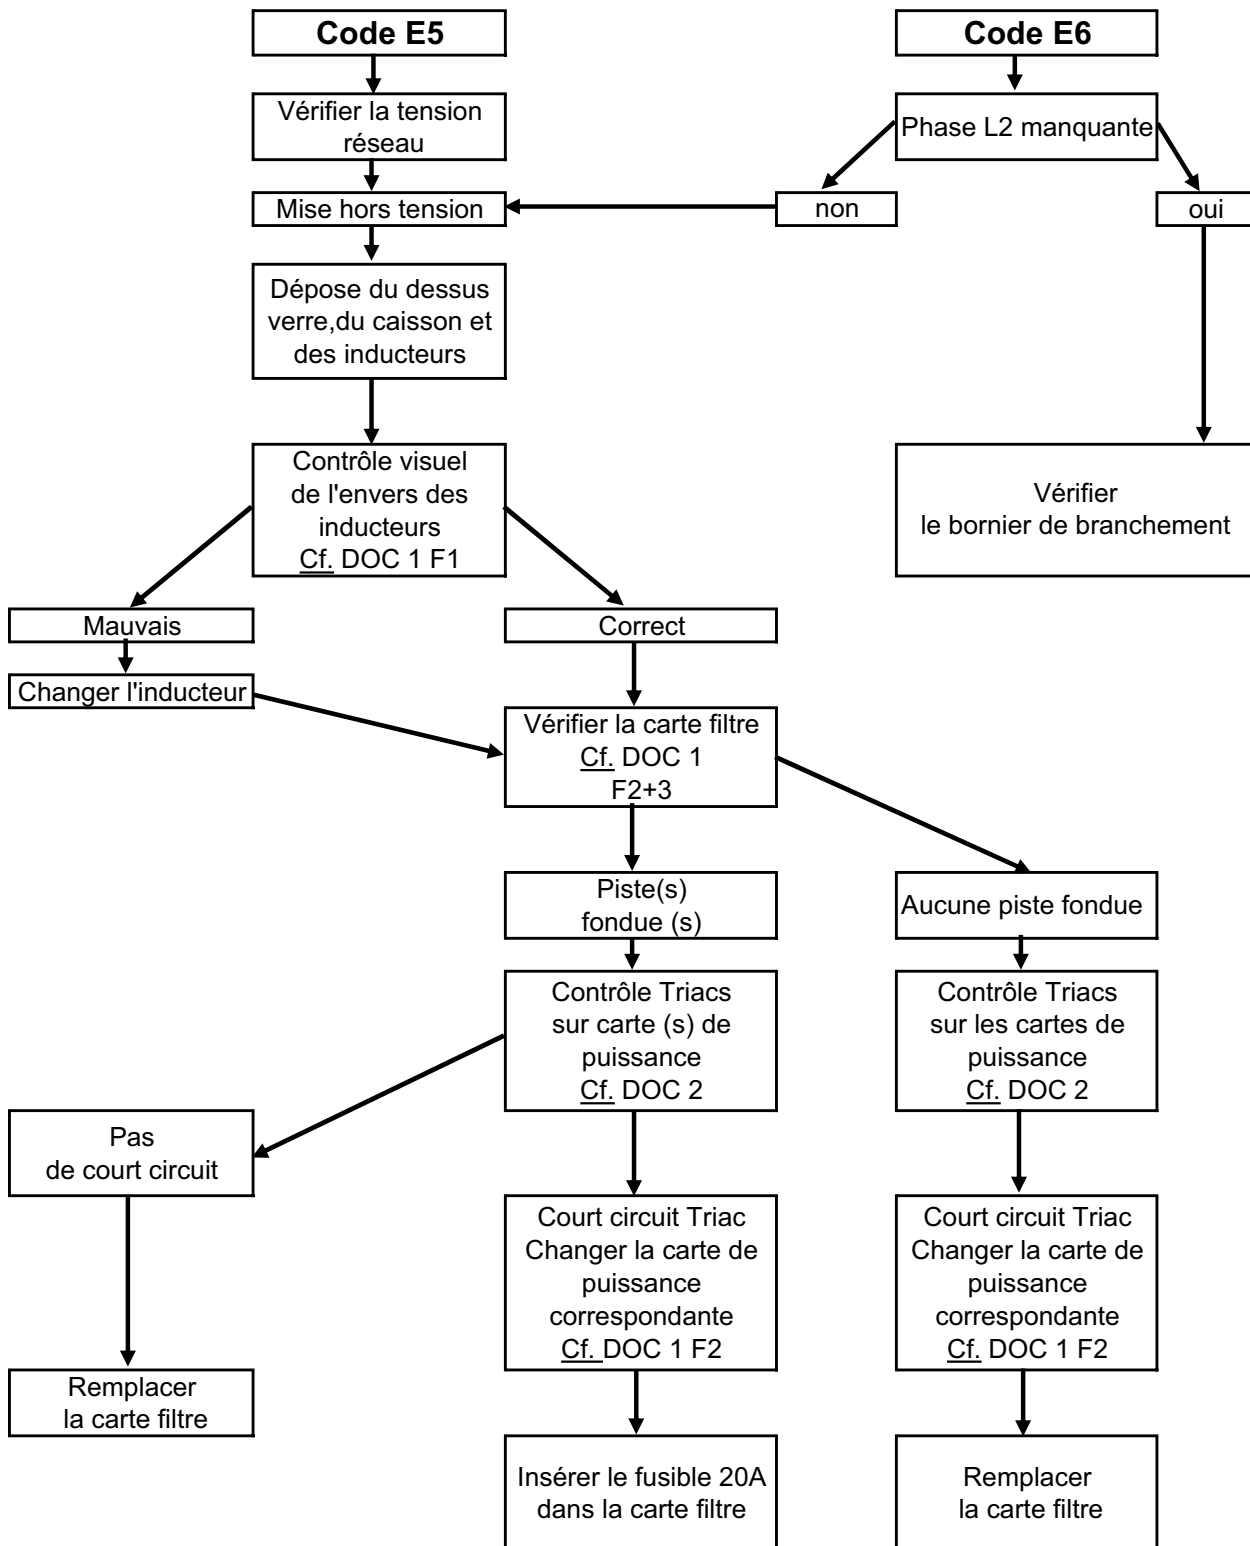 Code E5
Code E6
Vérifier la tension
réseau
Phase L2 manquante
Mise hors tension
non
oui
Dépose du dessus
verre,du caisson et
des inducteurs
Contrôle visuel
de l'envers des
inducteurs
Cf. DOC 1 F1
Vérifier
le bornier de branchement
Mauvais
Correct
Changer l'inducteur
Vérifier la carte filtre
Cf. DOC 1
F2+3
Piste(s)
fondue (s)
Aucune piste fondue
Contrôle Triacs
sur carte (s) de
puissance
Cf. DOC 2
Contrôle Triacs
sur les cartes de
puissance
Cf. DOC 2
Pas
de court circuit
Court circuit Triac
Changer la carte de
puissance
correspondante
Cf. DOC 1 F2
Court circuit Triac
Changer la carte de
puissance
correspondante
Cf. DOC 1 F2
Remplacer
la carte filtre
Insérer le fusible 20A
dans la carte filtre
Remplacer
la carte filtre